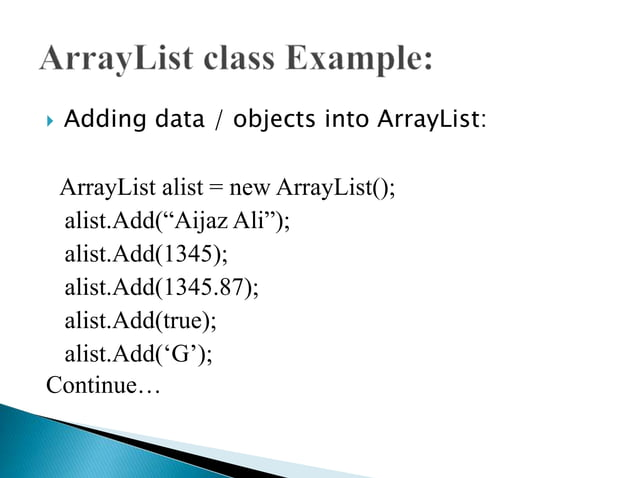 ArrayList class Example:
Adding data / objects into ArrayList:
ArrayList alist = new ArrayList();
alist.Add(“Aijaz Ali”);
alist.Add(1345);
alist.Add(1345.87);
alist.Add(true);
alist.Add(‘G’);
Continue…